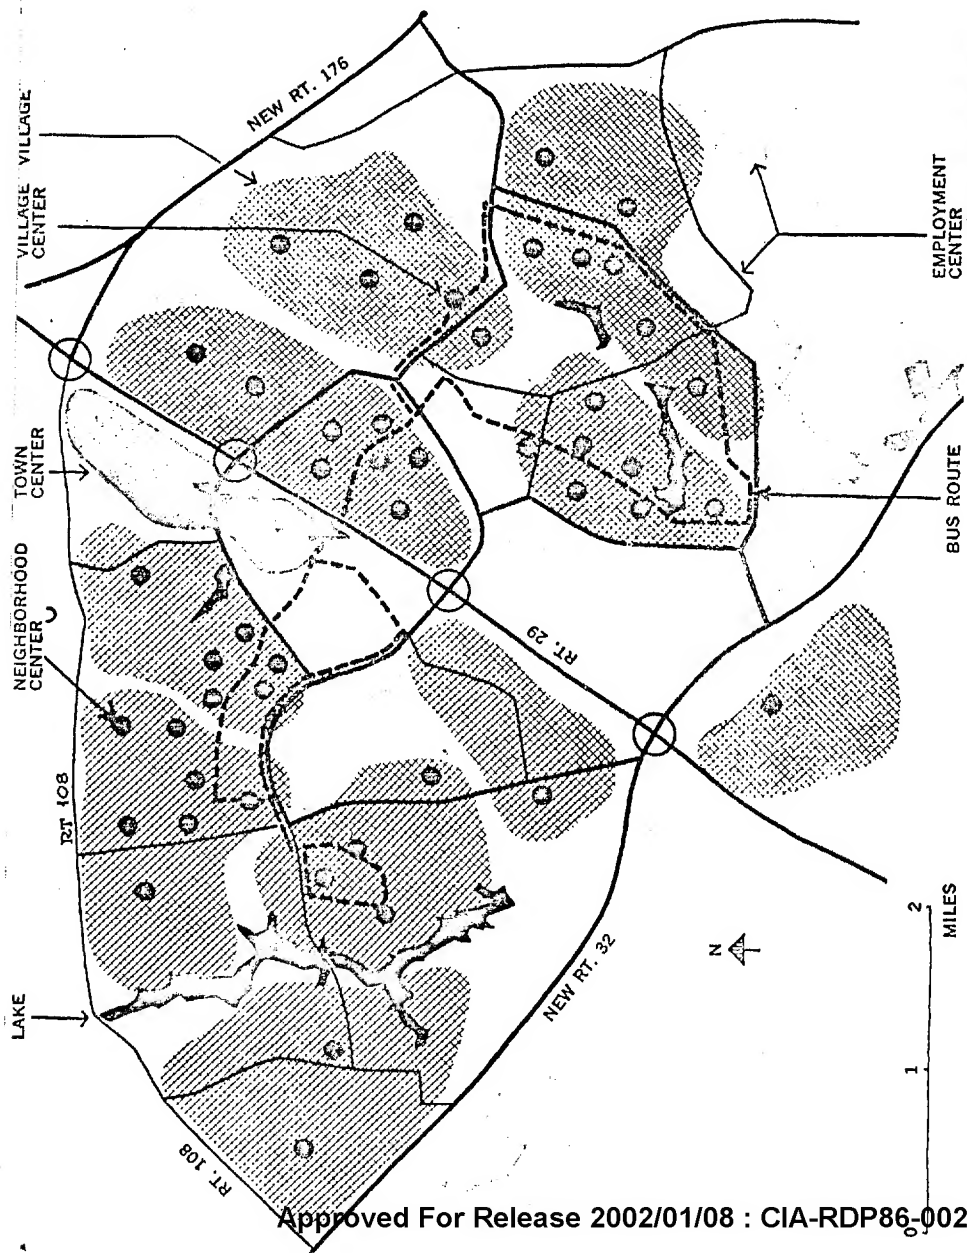 LAKE
NEIGHBORHOOD
CENTER
TOWN
CENTER
VILLAGE
CENTER
VILLAGE
RT. 108
RT 108
NEW RT. 176
RT. 29
NEW RT. 32
EMPLOYMENT
CENTER
BUS ROUTE
N
0 1 2
MILES
Approved For Release 2002/01/08 : CIA-RDP86-002